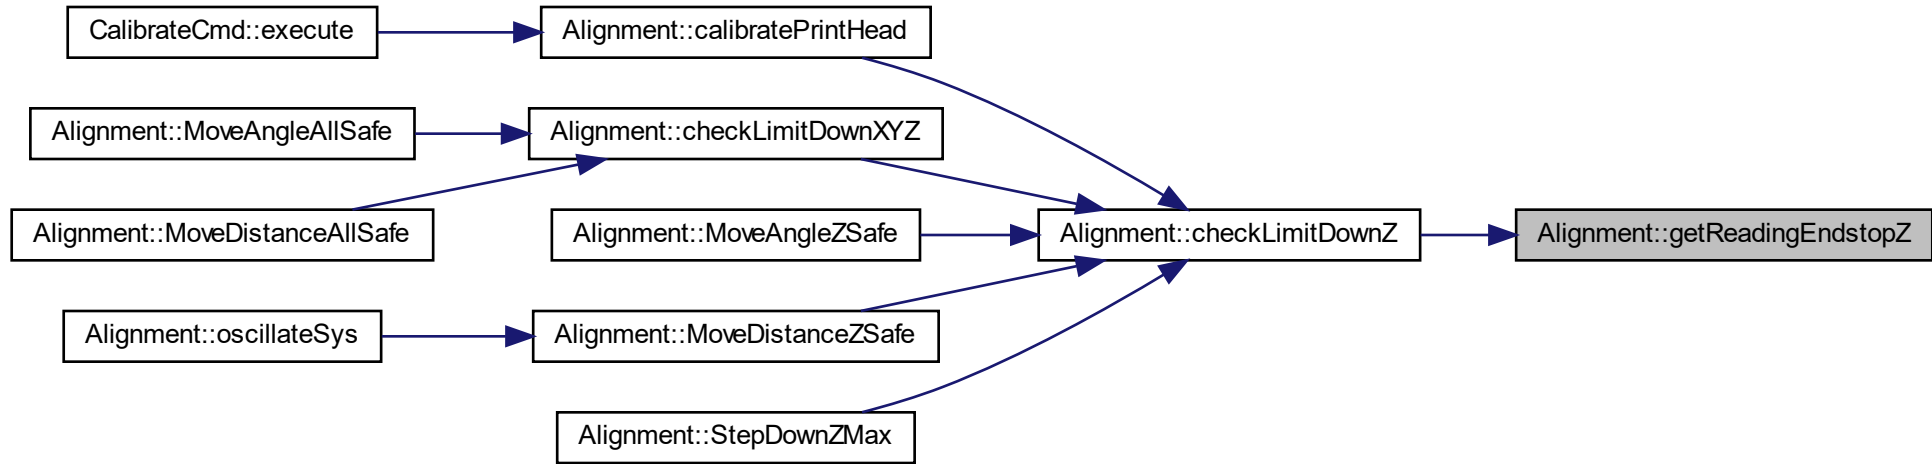 CalibrateCmd::execute
Alignment::calibratePrintHead
Alignment::MoveAngleAllSafe
Alignment::checkLimitDownXYZ
Alignment::MoveDistanceAllSafe
Alignment::MoveAngleZSafe
Alignment::checkLimitDownZ
Alignment::getReadingEndstopZ
Alignment::oscillateSys
Alignment::MoveDistanceZSafe
Alignment::StepDownZMax